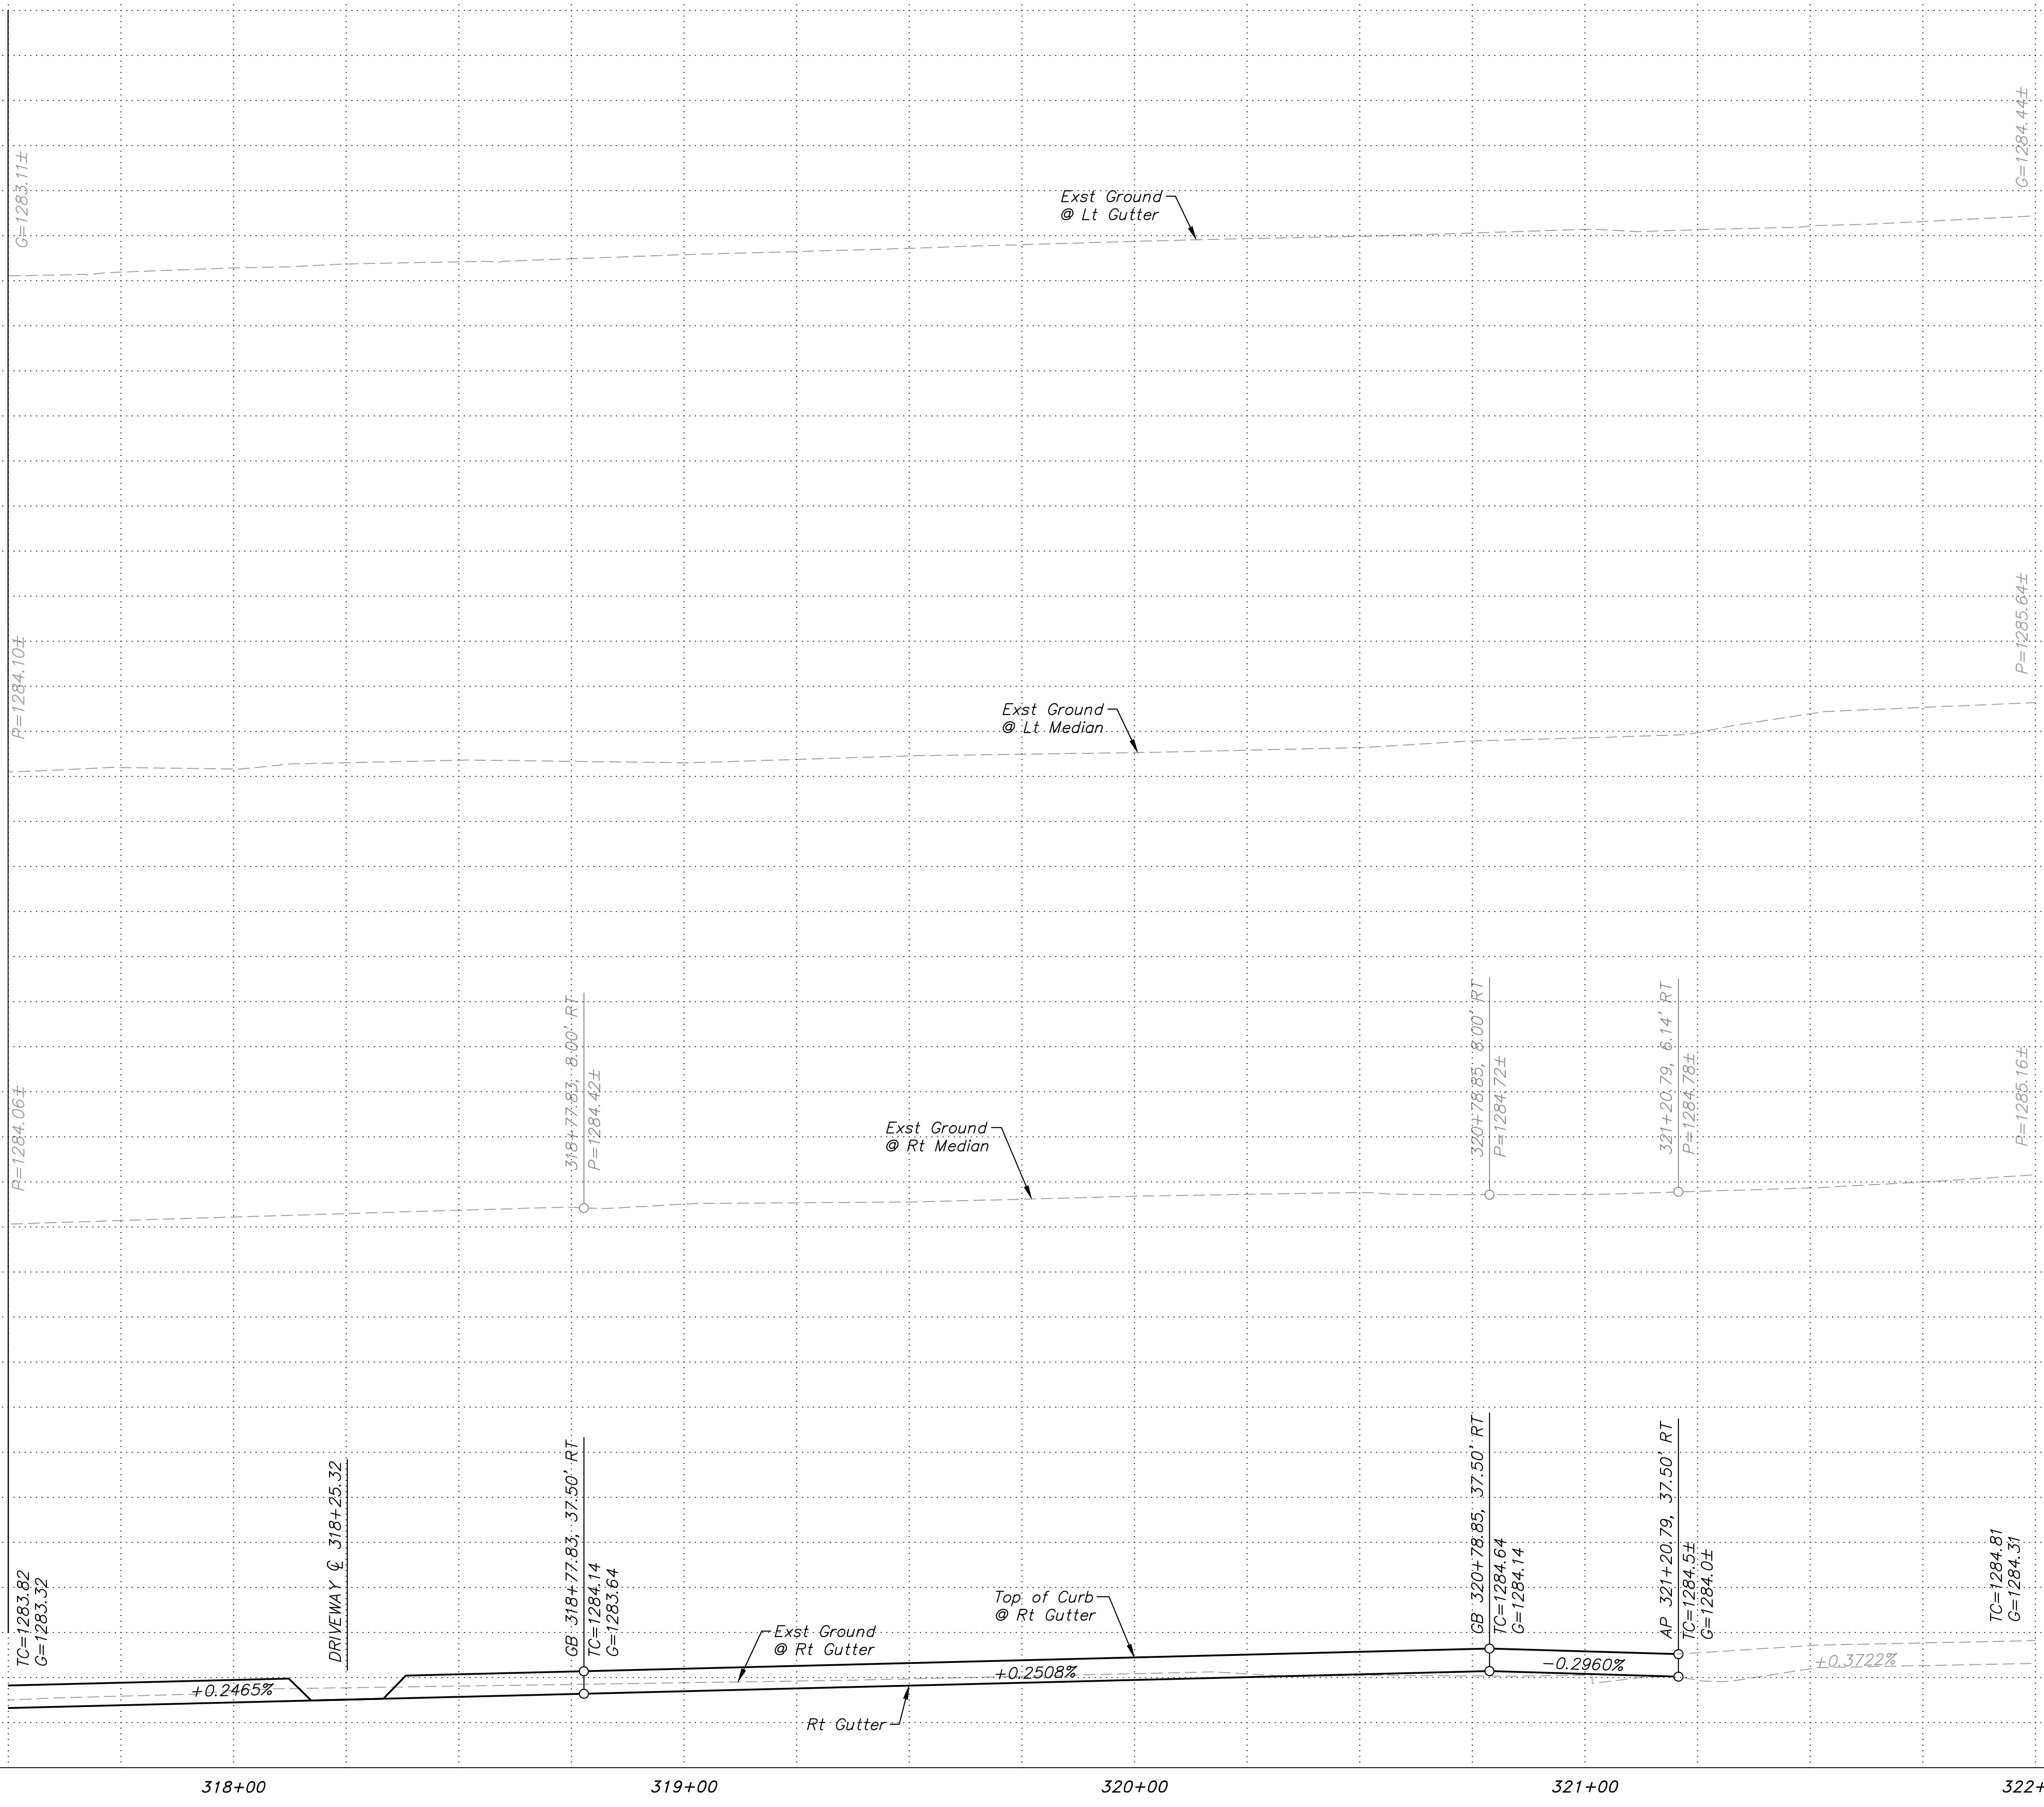 G=1283.11±
G=1284.44±
Exst Ground
@ Lt Gutter
P=1284.10±
P=1285.64±
Exst Ground
@ Lt Median
318+77.83, 8.00' RT
P=1284.42±
320+78.85, 8.00' RT
P=1284.72±
321+20.79, 6.14' RT
P=1284.78±
P=1284.06±
P=1285.16±
Exst Ground
@ Rt Median
TC=1283.82
G=1283.32
DRIVEWAY ℄ 318+25.32
GB 318+77.83, 37.50' RT
TC=1284.14
G=1283.64
GB 320+78.85, 37.50' RT
TC=1284.64
G=1284.14
AP 321+20.79, 37.50' RT
TC=1284.5±
G=1284.0±
TC=1284.81
G=1284.31
Top of Curb
@ Rt Gutter
Exst Ground
@ Rt Gutter
+0.2465%
+0.2508%
-0.2960%
+0.3722%
Rt Gutter
318+00
319+00
320+00
321+00
322+